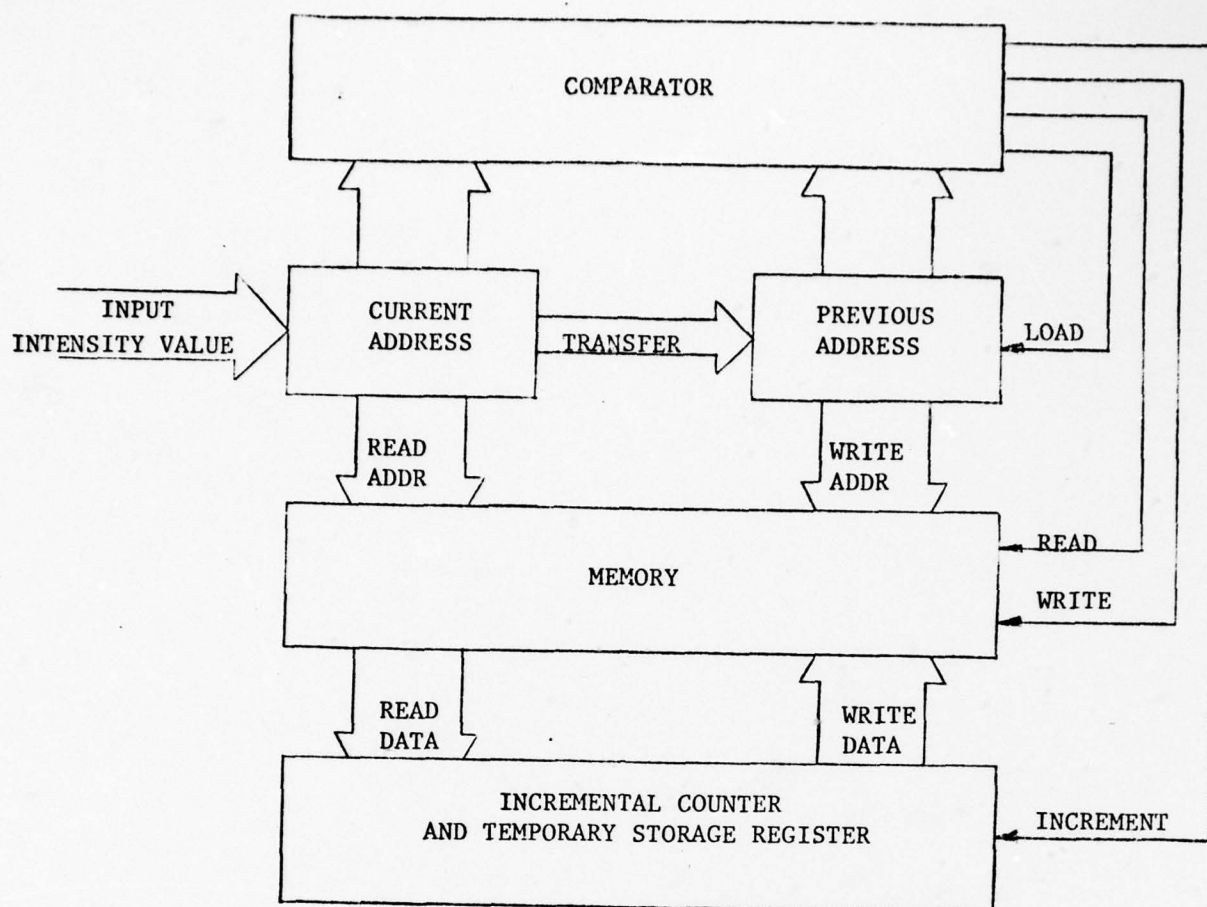 COMPARATOR
INPUT
INTENSITY VALUE
CURRENT
ADDRESS
TRANSFER
PREVIOUS
ADDRESS
LOAD
READ
ADDR
WRITE
ADDR
MEMORY
READ
WRITE
READ
DATA
WRITE
DATA
INCREMENTAL COUNTER
AND TEMPORARY STORAGE REGISTER
INCREMENT